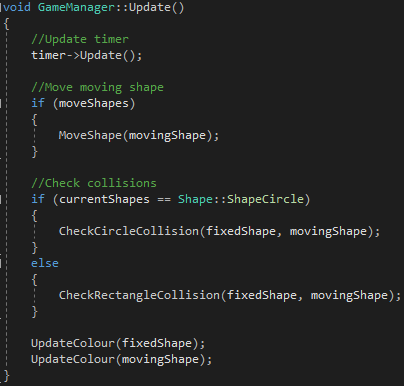 void GameManager::Update()
{
//Update timer
timer->Update();
//Move moving shape
if (moveShapes)
{
MoveShape(movingShape);
}
//Check collisions
if (currentShapes == Shape::ShapeCircle)
{
CheckCircleCollision(fixedShape, movingShape);
}
else
{
CheckRectangleCollision(fixedShape, movingShape);
}
UpdateColour(fixedShape);
UpdateColour(movingShape);
}